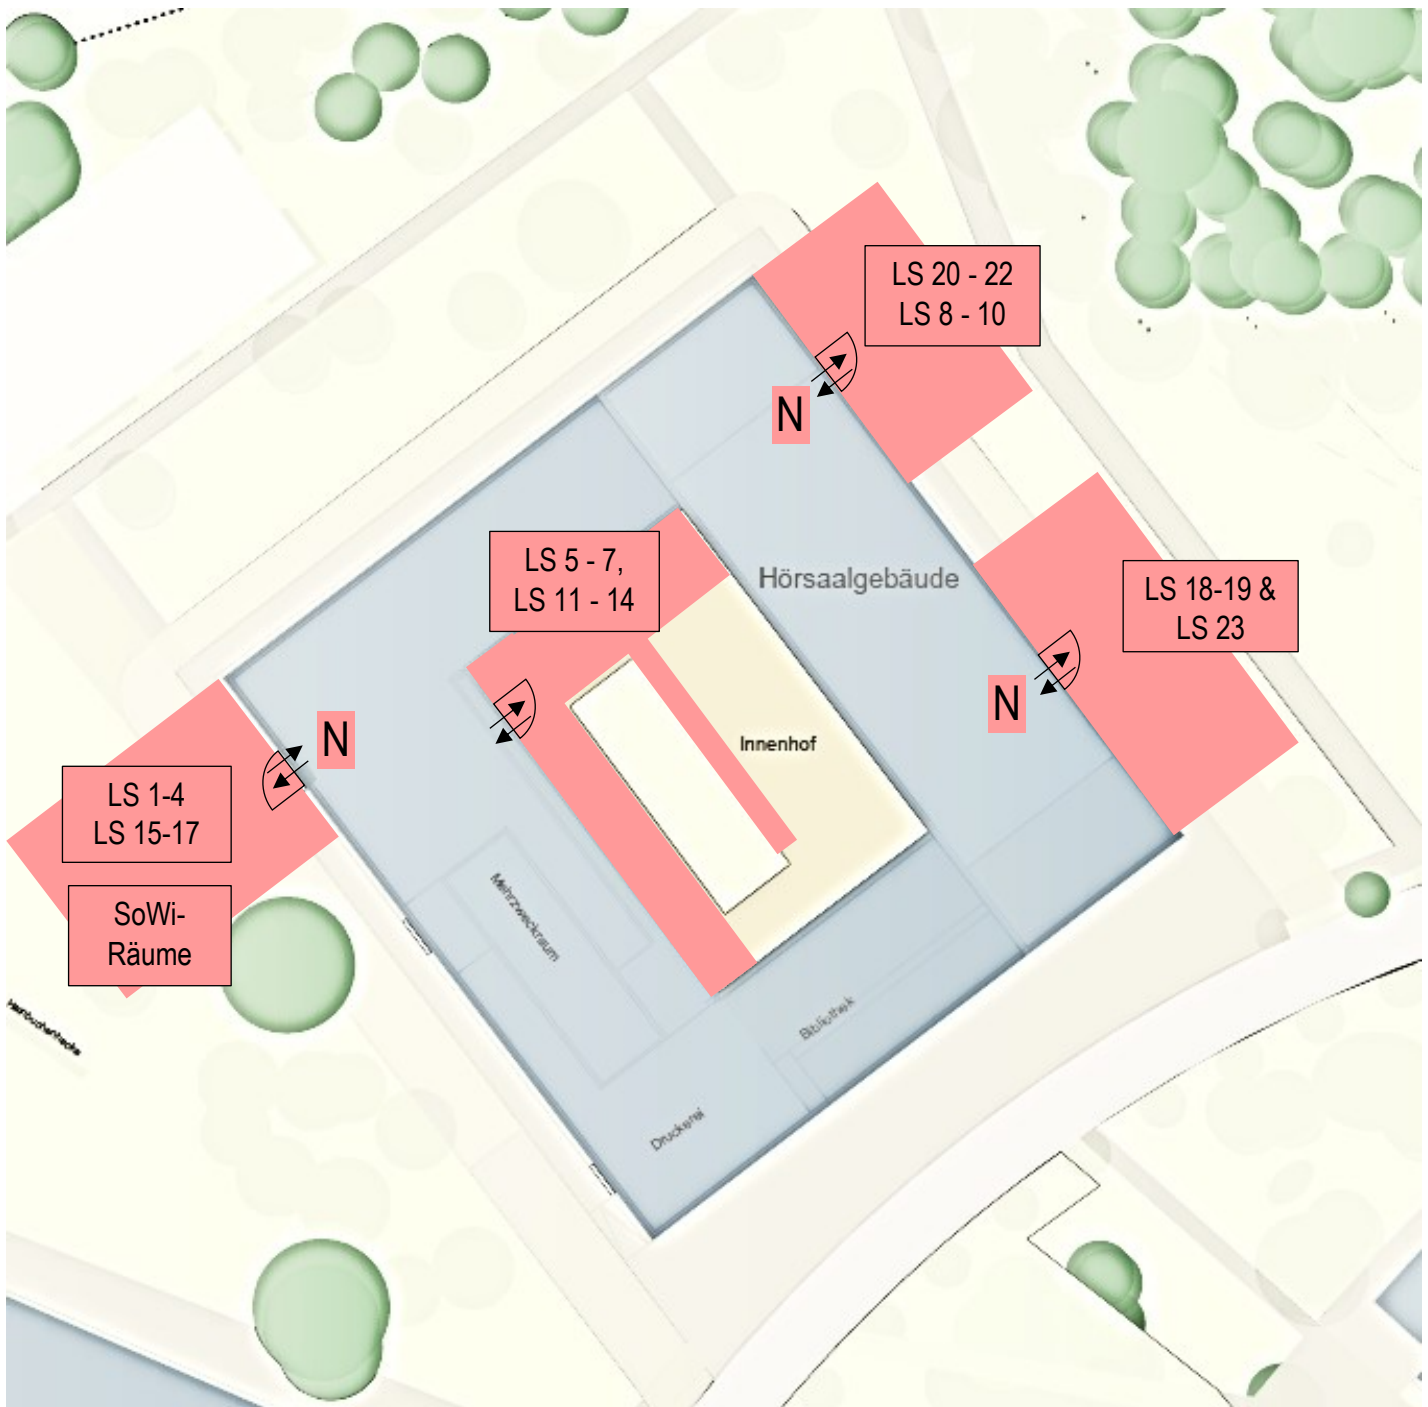 LS 20 - 22
LS 8 - 10
N
LS 5 - 7,
LS 11 - 14
Hörsaalgebäude
LS 18-19 &
LS 23
N
Innenhof
N
LS 1-4
LS 15-17
SoWi-
Räume
Mehrzweckraum
Bibliothek
Hainbuchenhecke
Druckerei